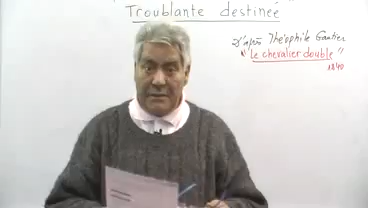 Troublante destinée
D'après Théophile Gautier
"le chevalier double"
1840